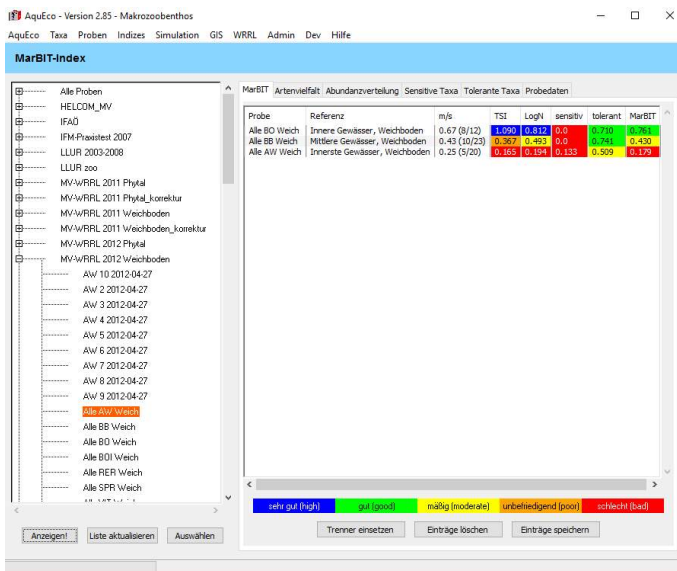 AquEco - Version 2.85 - Makrozoobenthos
AquEco Taxa Proben Indizes Simulation GIS WRRL Admin Dev Hilfe
MarBIT-Index
Alle Proben
HELCOM_MV
IFAÖ
IFM-Praxistest 2007
LLUR 2003-2008
LLUR zoo
MV-WRRL 2011 Phytal
MV-WRRL 2011 Phytal_korrektur
MV-WRRL 2011 Weichboden
MV-WRRL 2011 Weichboden_korrektur
MV-WRRL 2012 Phytal
MV-WRRL 2012 Weichboden
AW 10 2012-04-27
AW 2 2012-04-27
AW 3 2012-04-27
AW 4 2012-04-27
AW 5 2012-04-27
AW 6 2012-04-27
AW 7 2012-04-27
AW 8 2012-04-27
AW 9 2012-04-27
Alle AW Weich
Alle BB Weich
Alle BO Weich
Alle BOI Weich
Alle RER Weich
Alle SPR Weich
Anzeigen! Liste aktualisieren Auswählen
MarBIT Artenvielfalt Abundanzverteilung Sensitive Taxa Tolerante Taxa Probedaten
Probe Referenz m/s TSI LogN sensitiv tolerant MarBIT
Alle BO Weich Innere Gewässer, Weichboden 0.67 (8/12) 1.090 0.812 0.0 0.710 0.761
Alle BB Weich Mittlere Gewässer, Weichboden 0.43 (10/23) 0.367 0.493 0.0 0.741 0.430
Alle AW Weich Innerste Gewässer, Weichboden 0.25 (5/20) 0.165 0.194 0.133 0.509 0.179
sehr gut (high) gut (good) mäßig (moderate) unbefriedigend (poor) schlecht (bad)
Trenner einsetzen Einträge löschen Einträge speichern